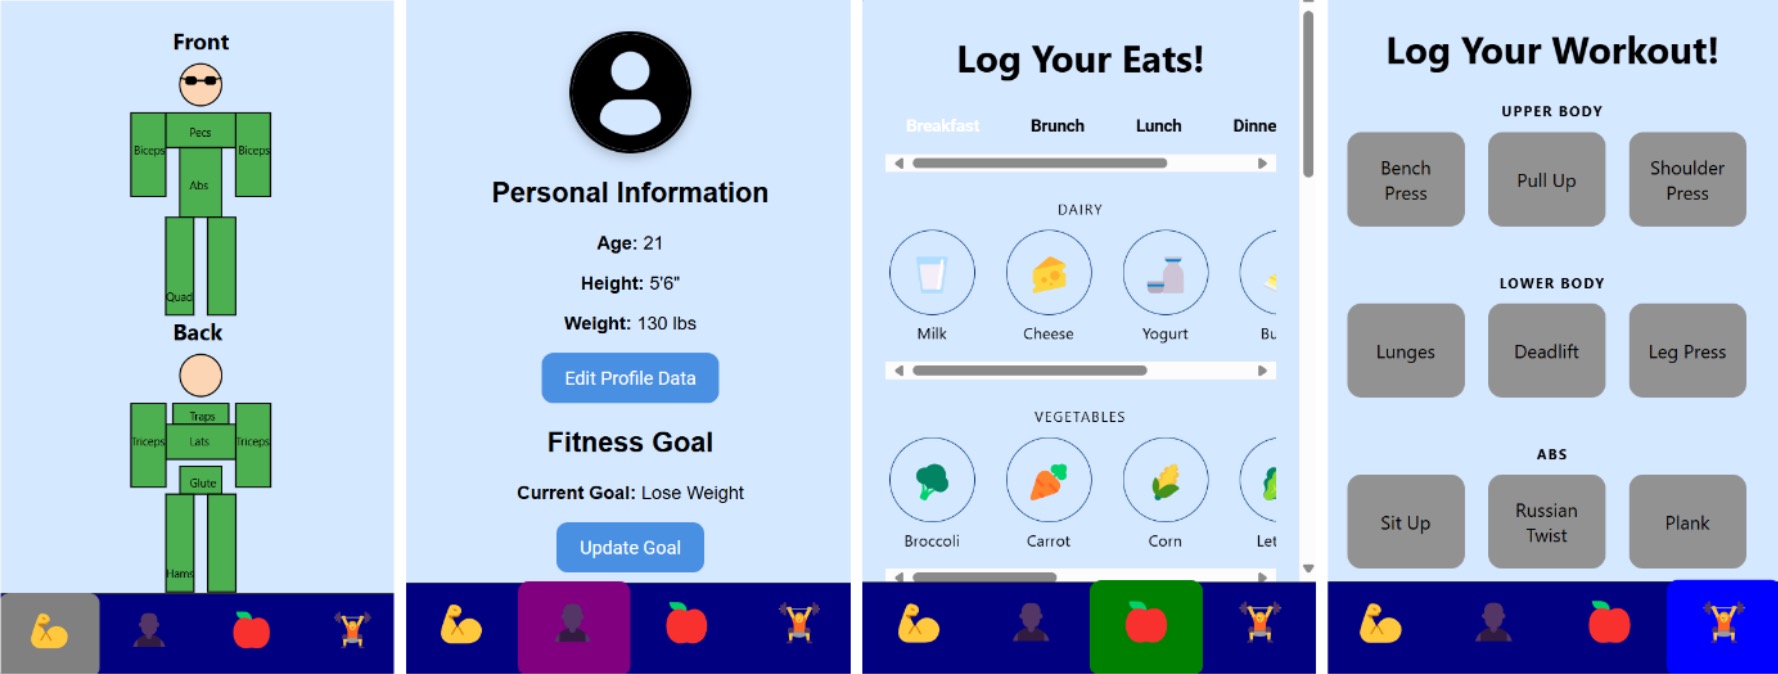 Front
Pecs
Biceps
Biceps
Abs
Quad
Back
Traps
Triceps
Lats
Triceps
Glute
Hams
Personal Information
Age: 21
Height: 5'6"
Weight: 130 lbs
Edit Profile Data
Fitness Goal
Current Goal: Lose Weight
Update Goal
Log Your Eats!
Breakfast Brunch Lunch Dinne
DAIRY
Milk Cheese Yogurt Bu
VEGETABLES
Broccoli Carrot Corn Let
Log Your Workout!
UPPER BODY
Bench
Press
Pull Up
Shoulder
Press
LOWER BODY
Lunges
Deadlift
Leg Press
ABS
Sit Up
Russian
Twist
Plank